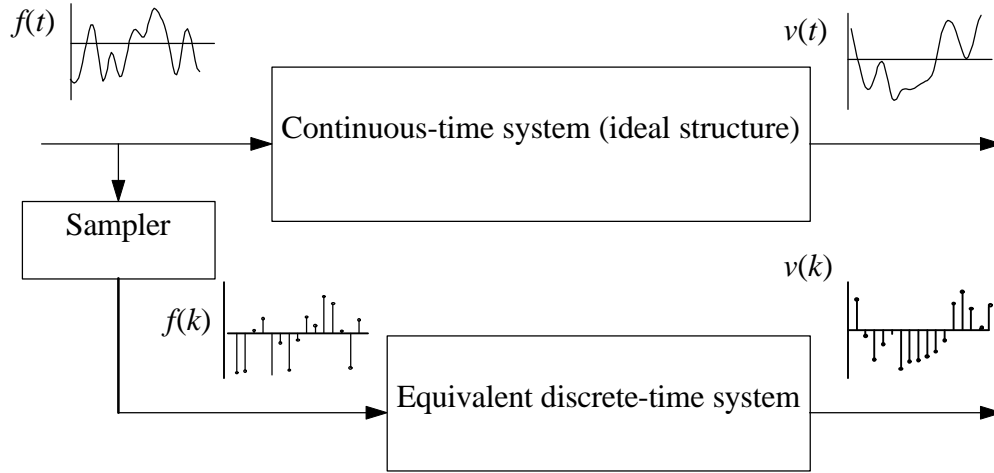 f(t)
v(t)
Continuous-time system (ideal structure)
Sampler
f(k)
v(k)
Equivalent discrete-time system